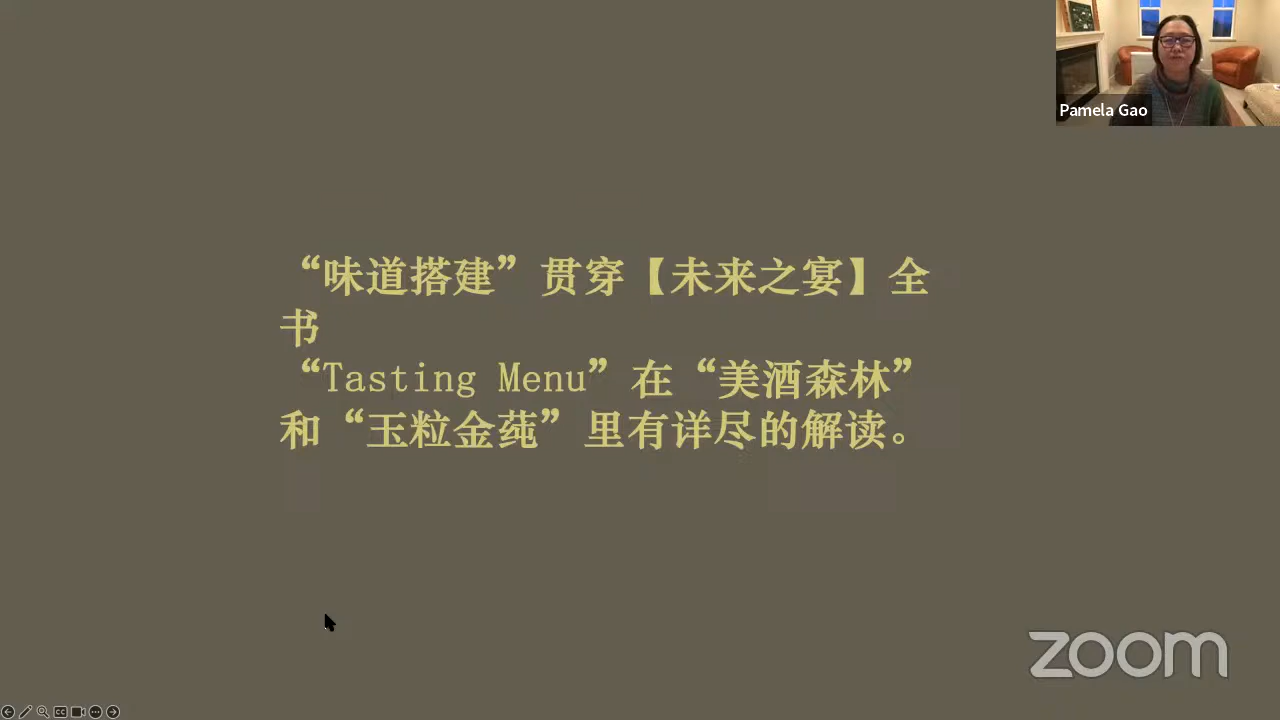 Pamela Gao
“味道搭建”贯穿【未来之宴】全
书
“Tasting Menu”在“美酒森林”
和“玉粒金莼”里有详尽的解读。
zoom